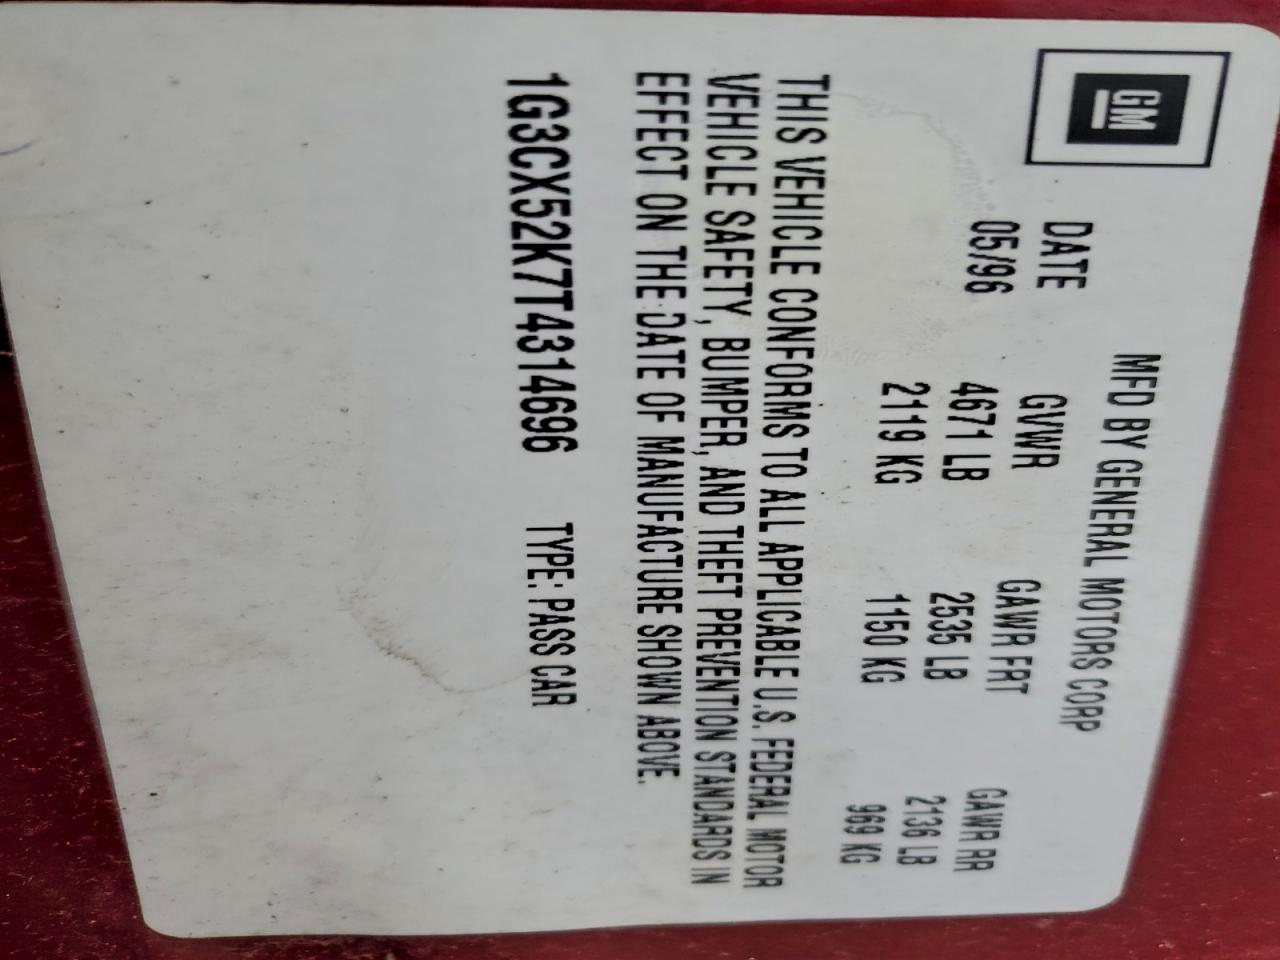 GM
MFD BY GENERAL MOTORS CORP
DATE GVWR GAWR FRT GAWR RR
05/96 4671 LB 2535 LB 2136 LB
2119 KG 1150 KG 969 KG
THIS VEHICLE CONFORMS TO ALL APPLICABLE U.S. FEDERAL MOTOR
VEHICLE SAFETY, BUMPER, AND THEFT PREVENTION STANDARDS IN
EFFECT ON THE DATE OF MANUFACTURE SHOWN ABOVE.
1G3CX52K7T4314696 TYPE: PASS CAR